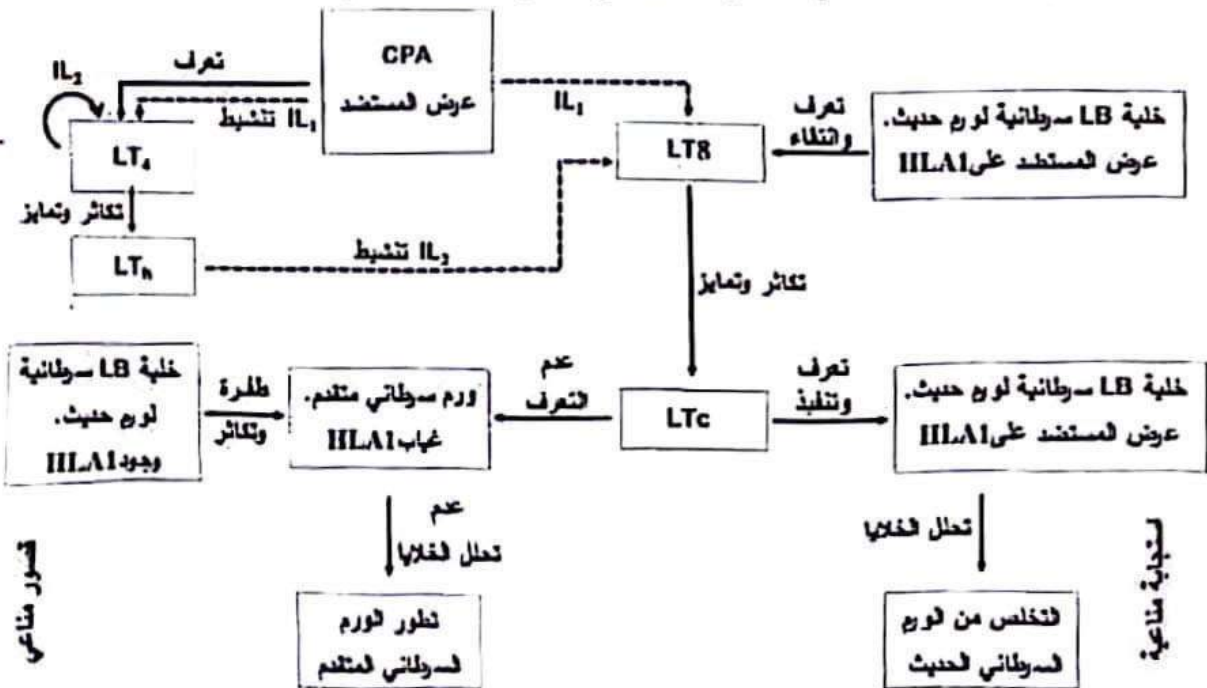 CPA
عرض المستضد
تعرف
IL₁ تنشيط
IL₂
LT₄
تكاثر وتمايز
LTₕ
IL₂ تنشيط
IL₁
LT8
تعرف
وانتقاء
خلية LB سرطانية لورم حديث.
عرض المستضد على HLA1
تكاثر وتمايز
LTc
تعرف
وتنفيذ
خلية LB سرطانية لورم حديث.
عرض المستضد على HLA1
عدم
التعرف
ورم سرطاني متقدم.
غياب HLA1
طفرة
وتكاثر
خلية LB سرطانية
لورم حديث.
وجود HLA1
تحلل الخلايا
التخلص من الورم
السرطاني الحديث
استجابة مناعية
عدم
تحلل الخلايا
تطور الورم
السرطاني المتقدم
قصور مناعي